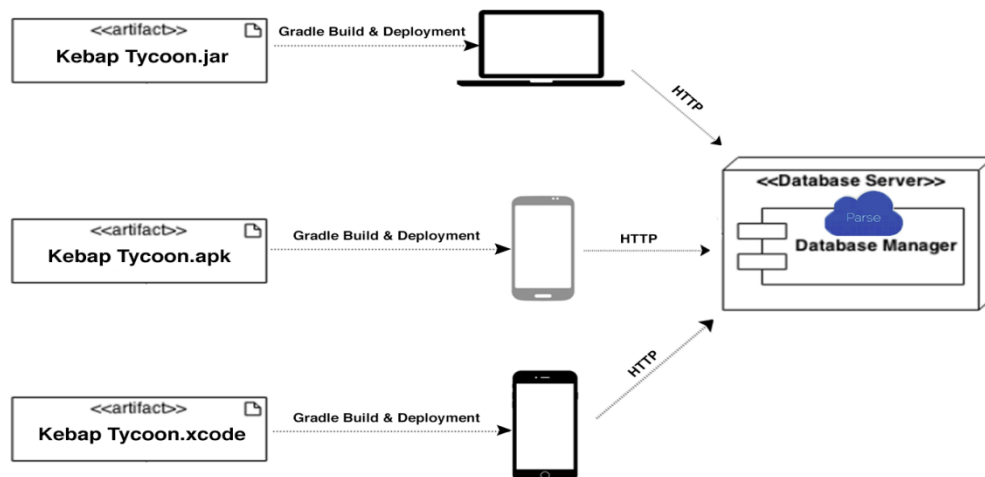 <<artifact>>
Kebap Tycoon.jar
Gradle Build & Deployment
HTTP
<<Database Server>>
Parse
Database Manager
<<artifact>>
Kebap Tycoon.apk
Gradle Build & Deployment
HTTP
<<artifact>>
Kebap Tycoon.xcode
Gradle Build & Deployment
HTTP